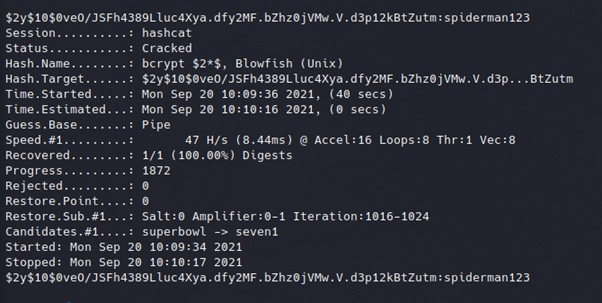 $2y$10$0veO/JSFh4389Lluc4Xya.dfy2MF.bZhz0jVMw.V.d3p12kBtZutm:spiderman123
Session..........: hashcat
Status...........: Cracked
Hash.Name........: bcrypt $2*$, Blowfish (Unix)
Hash.Target......: $2y$10$0veO/JSFh4389Lluc4Xya.dfy2MF.bZhz0jVMw.V.d3p...BtZutm
Time.Started.....: Mon Sep 20 10:09:36 2021, (40 secs)
Time.Estimated...: Mon Sep 20 10:10:16 2021, (0 secs)
Guess.Base.......: Pipe
Speed.#1.........:       47 H/s (8.44ms) @ Accel:16 Loops:8 Thr:1 Vec:8
Recovered........: 1/1 (100.00%) Digests
Progress.........: 1872
Rejected.........: 0
Restore.Point....: 0
Restore.Sub.#1...: Salt:0 Amplifier:0-1 Iteration:1016-1024
Candidates.#1....: superbowl -> seven1
Started: Mon Sep 20 10:09:34 2021
Stopped: Mon Sep 20 10:10:17 2021
$2y$10$0veO/JSFh4389Lluc4Xya.dfy2MF.bZhz0jVMw.V.d3p12kBtZutm:spiderman123